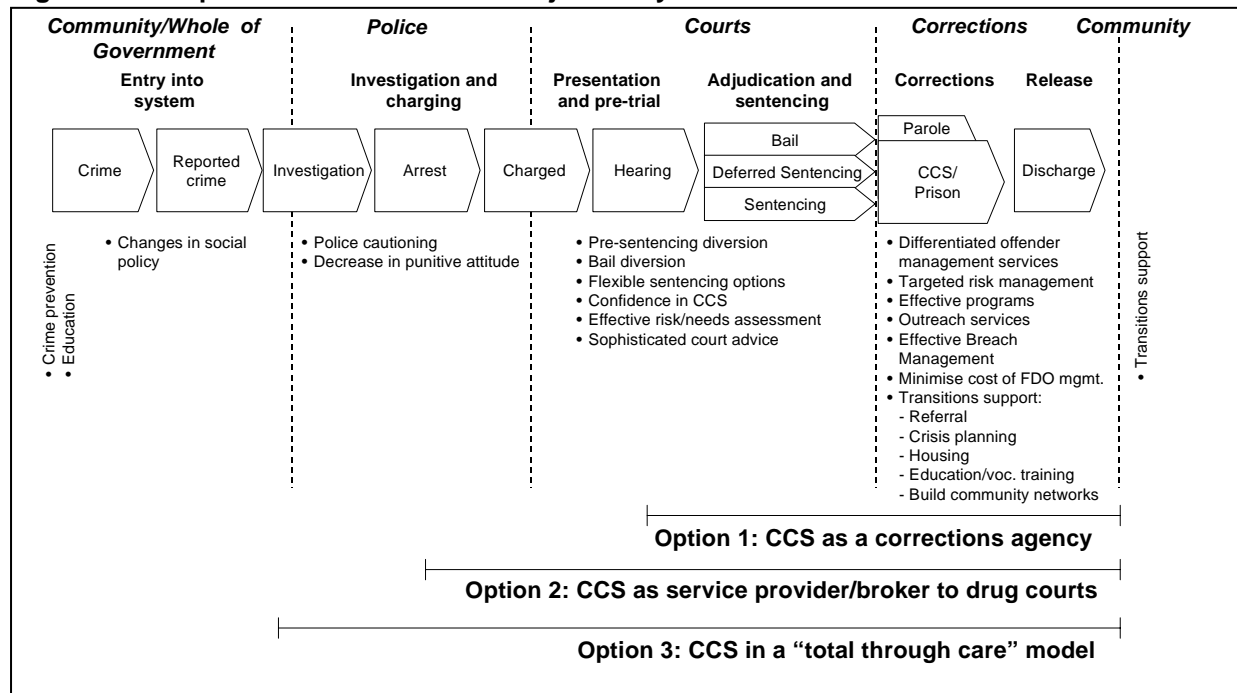 Community/Whole of
Government
Police
Courts
Corrections
Community
Entry into
system
Investigation and
charging
Presentation
and pre-trial
Adjudication and
sentencing
Corrections
Release
Crime
Reported
crime
Investigation
Arrest
Charged
Hearing
Bail
Deferred Sentencing
Sentencing
Parole
CCS/
Prison
Discharge
• Crime prevention
• Education
• Changes in social
policy
• Police cautioning
• Decrease in punitive attitude
• Pre-sentencing diversion
• Bail diversion
• Flexible sentencing options
• Confidence in CCS
• Effective risk/needs assessment
• Sophisticated court advice
• Differentiated offender
management services
• Targeted risk management
• Effective programs
• Outreach services
• Effective Breach
Management
• Minimise cost of FDO mgmt.
• Transitions support:
- Referral
- Crisis planning
- Housing
- Education/voc. training
- Build community networks
• Transitions support
Option 1: CCS as a corrections agency
Option 2: CCS as service provider/broker to drug courts
Option 3: CCS in a “total through care” model